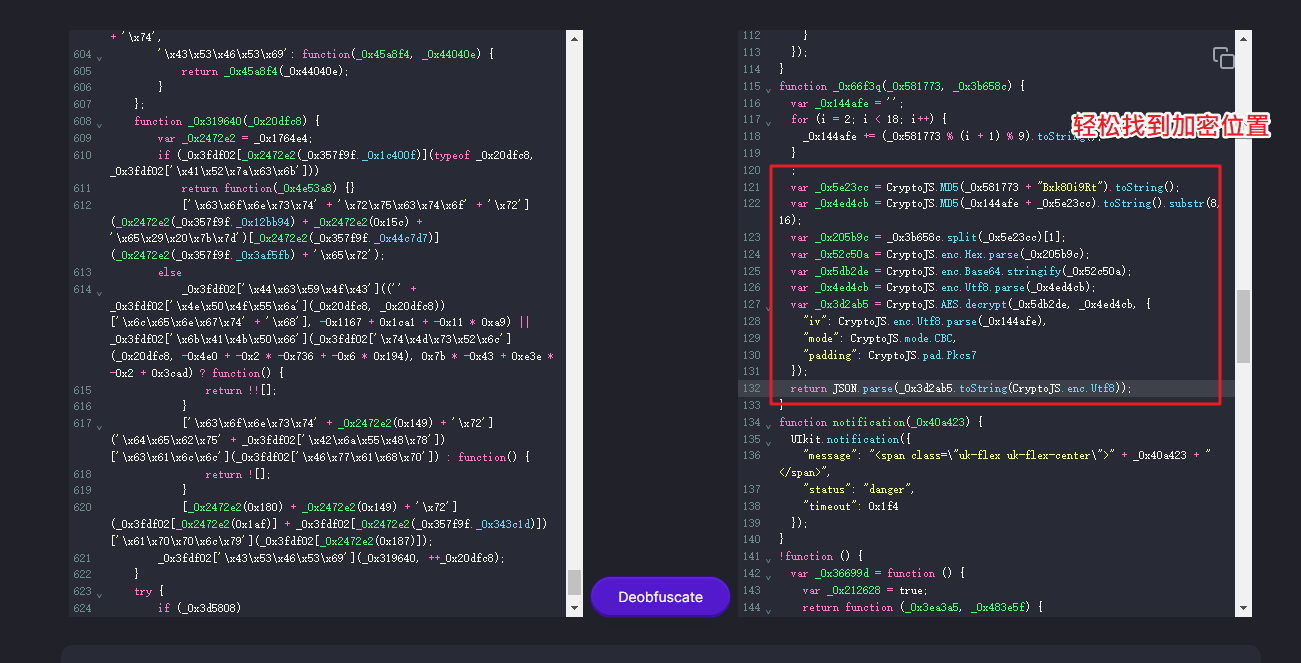 + '\x74',
604 '\x43\x53\x46\x53\x69': function(_0x45a8f4, _0x44040e) {
605 return _0x45a8f4(_0x44040e);
606 }
607 };
608 function _0x319640(_0x20dfc8) {
609 var _0x2472e2 = _0x1764e4;
610 if (_0x3fdf02[_0x2472e2(_0x357f9f._0x1c400f)](typeof _0x20dfc8,
_0x3fdf02['\x41\x52\x7a\x63\x6b']))
611 return function(_0x4e53a8) {}
612 ['\x63\x6f\x6e\x73\x74' + '\x72\x75\x63\x74\x6f' + '\x72']
(_0x2472e2(_0x357f9f._0x12bb94) + _0x2472e2(0x15c) +
'\x65\x29\x20\x7b\x7d')[_0x2472e2(_0x357f9f._0x44c7d7)]
(_0x2472e2(_0x357f9f._0x3af5fb) + '\x65\x72');
613 else
614 _0x3fdf02['\x44\x63\x59\x4f\x43'](('' +
_0x3fdf02['\x4e\x50\x4f\x55\x6a'](_0x20dfc8, _0x20dfc8))
['\x6c\x65\x6e\x67\x74' + '\x68'], -0x1167 + 0x1ca1 + -0x11 * 0xa9) ||
_0x3fdf02['\x6b\x41\x4b\x50\x66'](_0x3fdf02['\x74\x4d\x73\x52\x6c']
(_0x20dfc8, -0x4e0 + -0x2 * -0x736 + -0x6 * 0x194), 0x7b * -0x43 + 0xe3e *
-0x2 + 0x3cad) ? function() {
615 return !![];
616 }
617 ['\x63\x6f\x6e\x73\x74' + _0x2472e2(0x149) + '\x72']
('\x64\x65\x62\x75' + _0x3fdf02['\x42\x6a\x55\x48\x78'])
['\x63\x61\x6c\x6c'](_0x3fdf02['\x46\x77\x61\x68\x70']) : function() {
618 return ![];
619 }
620 [_0x2472e2(0x180) + _0x2472e2(0x149) + '\x72']
(_0x3fdf02[_0x2472e2(0x1af)] + _0x3fdf02[_0x2472e2(_0x357f9f._0x343c1d)])
['\x61\x70\x70\x6c\x79'](_0x3fdf02[_0x2472e2(0x187)]);
621 _0x3fdf02['\x43\x53\x46\x53\x69'](_0x319640, ++_0x20dfc8);
622 }
623 try {
624 if (_0x3d5808)
Deobfuscate
112 }
113 });
114 }
115 function _0x66f3q(_0x581773, _0x3b658c) {
116 var _0x144afe = '';
117 for (i = 2; i < 18; i++) {
118 _0x144afe += (_0x581773 % (i + 1) % 9).toString();
轻松找到加密位置
119 }
120 ;
121 var _0x5e23cc = CryptoJS.MD5(_0x581773 + "Bxk80i9Rt").toString();
122 var _0x4ed4cb = CryptoJS.MD5(_0x144afe + _0x5e23cc).toString().substr(8,
16);
123 var _0x205b9c = _0x3b658c.split(_0x5e23cc)[1];
124 var _0x52c50a = CryptoJS.enc.Hex.parse(_0x205b9c);
125 var _0x5db2de = CryptoJS.enc.Base64.stringify(_0x52c50a);
126 var _0x4ed4cb = CryptoJS.enc.Utf8.parse(_0x4ed4cb);
127 var _0x3d2ab5 = CryptoJS.AES.decrypt(_0x5db2de, _0x4ed4cb, {
128 "iv": CryptoJS.enc.Utf8.parse(_0x144afe),
129 "mode": CryptoJS.mode.CBC,
130 "padding": CryptoJS.pad.Pkcs7
131 });
132 return JSON.parse(_0x3d2ab5.toString(CryptoJS.enc.Utf8));
133 }
134 function notification(_0x40a423) {
135 UIkit.notification({
136 "message": "<span class=\"uk-flex uk-flex-center\">" + _0x40a423 + "
</span>",
137 "status": "danger",
138 "timeout": 0x1f4
139 });
140 }
141 !function () {
142 var _0x36699d = function () {
143 var _0x212628 = true;
144 return function (_0x3ea3a5, _0x483e5f) {